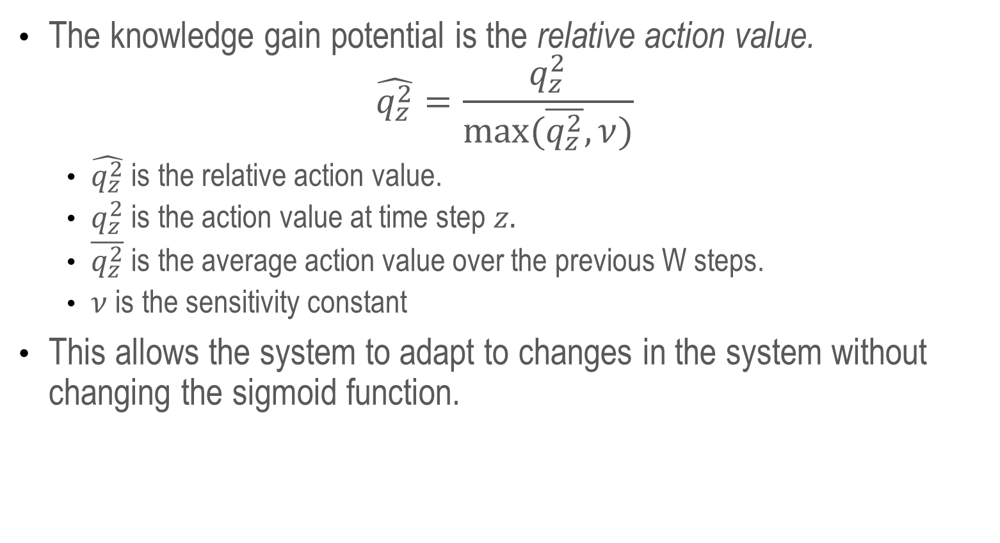 • The knowledge gain potential is the relative action value.
$\widehat{q_z^2} = \frac{q_z^2}{\max(\overline{q_z^2}, \nu)}$
• $\widehat{q_z^2}$ is the relative action value.
• $q_z^2$ is the action value at time step $z$.
• $\overline{q_z^2}$ is the average action value over the previous W steps.
• $\nu$ is the sensitivity constant
• This allows the system to adapt to changes in the system without
changing the sigmoid function.